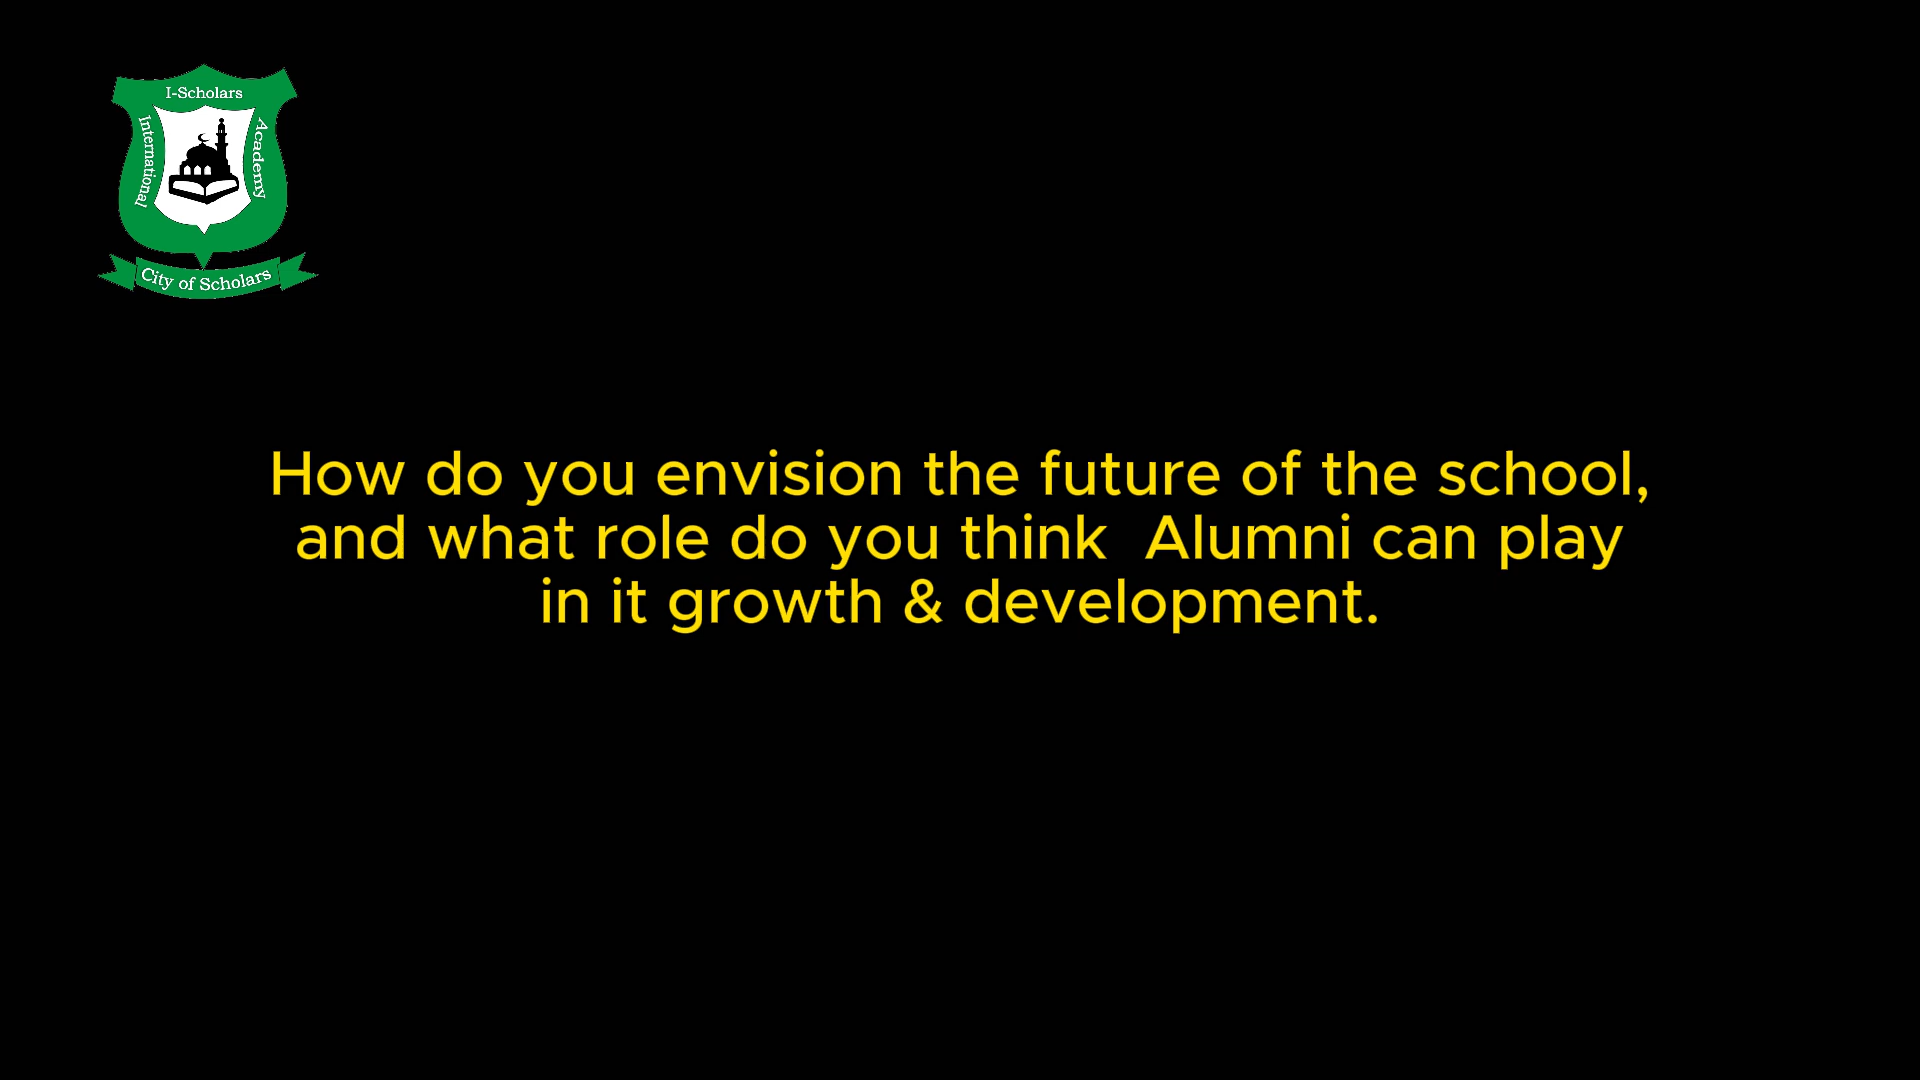 I-Scholars
International
Academy
City of Scholars
How do you envision the future of the school,
and what role do you think  Alumni can play
in it growth & development.